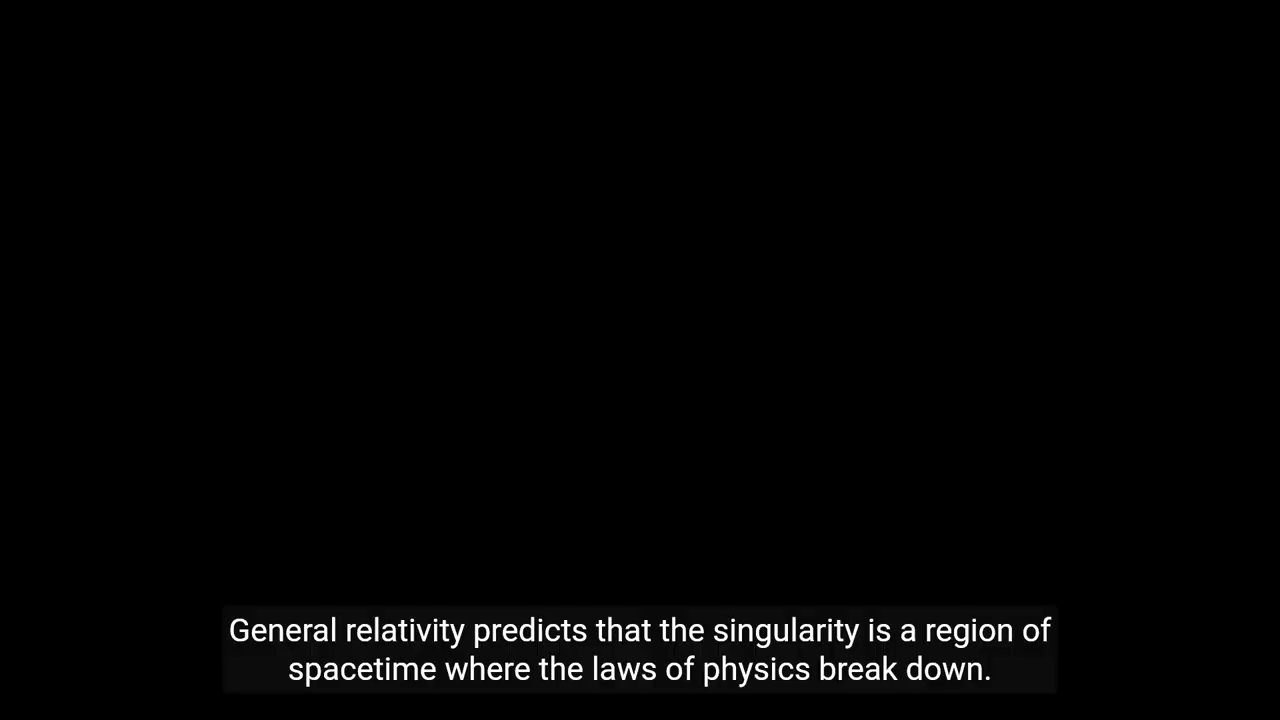 General relativity predicts that the singularity is a region of
spacetime where the laws of physics break down.